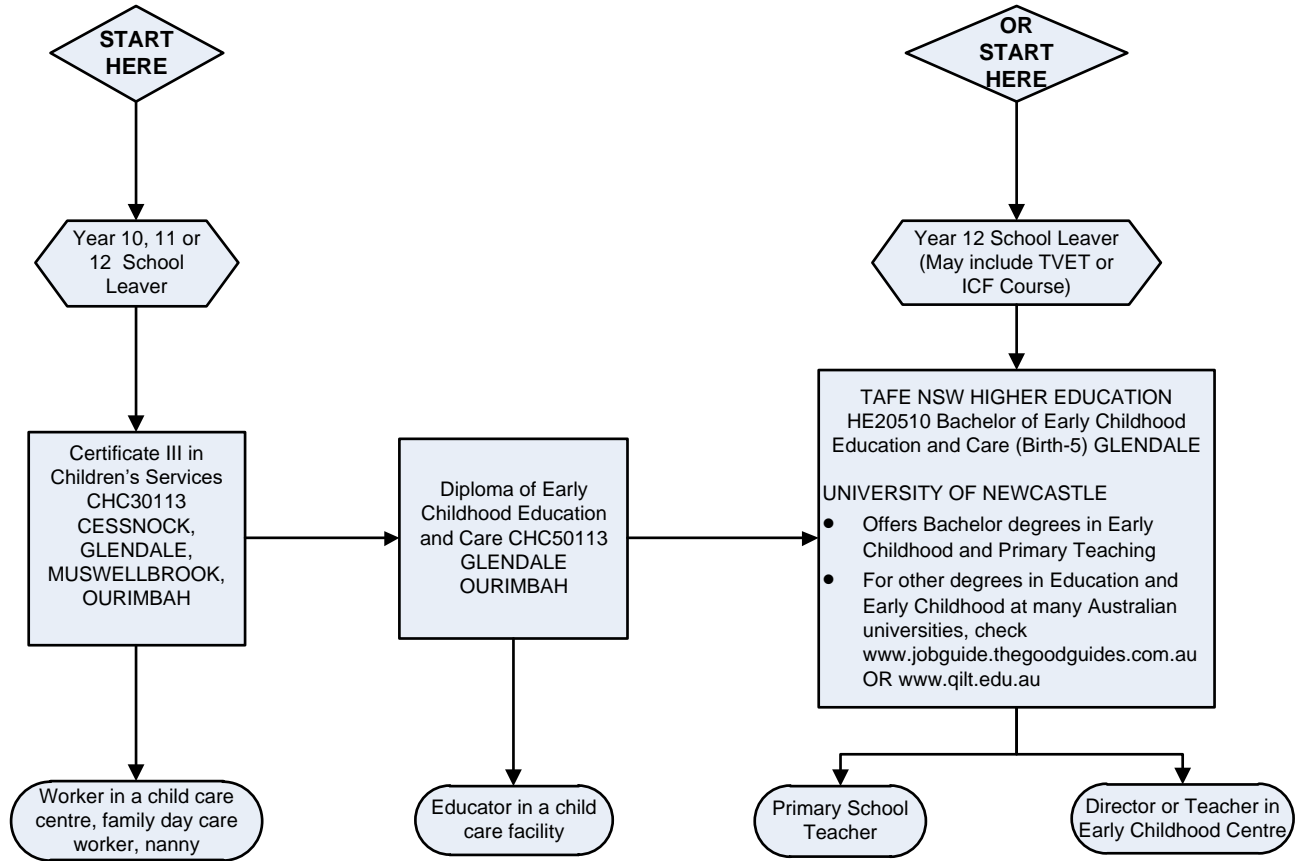 START
HERE
OR
START
HERE
Year 10, 11 or
12  School
Leaver
Year 12 School Leaver
(May include TVET or
ICF Course)
Certificate III in
Children’s Services
CHC30113
CESSNOCK,
GLENDALE,
MUSWELLBROOK,
OURIMBAH
Diploma of Early
Childhood Education
and Care CHC50113
GLENDALE
OURIMBAH
TAFE NSW HIGHER EDUCATION
HE20510 Bachelor of Early Childhood
Education and Care (Birth-5) GLENDALE
UNIVERSITY OF NEWCASTLE
• Offers Bachelor degrees in Early
Childhood and Primary Teaching
• For other degrees in Education and
Early Childhood at many Australian
universities, check
www.jobguide.thegoodguides.com.au
OR www.qilt.edu.au
Worker in a child care
centre, family day care
worker, nanny
Educator in a child
care facility
Primary School
Teacher
Director or Teacher in
Early Childhood Centre